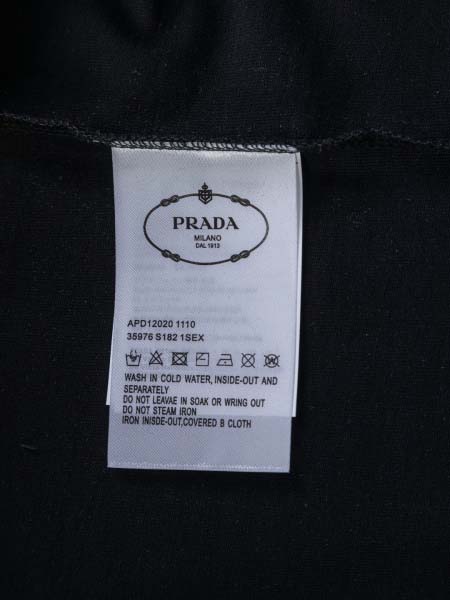 PRADA
MILANO
DAL 1913
APD12020 1110
35976 S182 1SEX
WASH IN COLD WATER, INSIDE-OUT AND
SEPARATELY
DO NOT LEAVAE IN SOAK OR WRING OUT
DO NOT STEAM IRON
IRON INISDE-OUT,COVERED B CLOTH